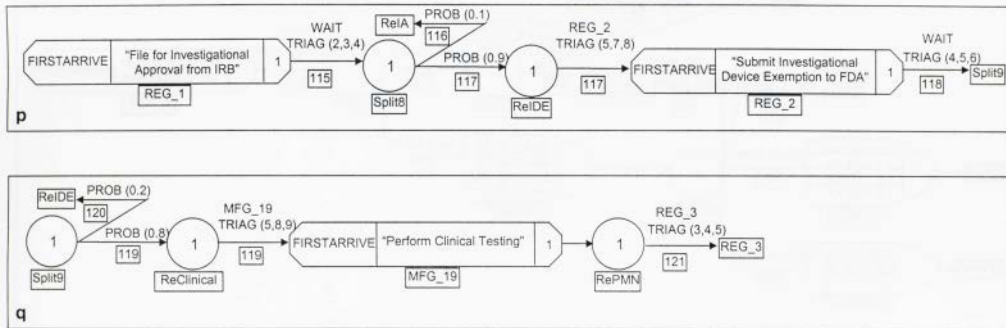 FIRSTARRIVE
"File for Investigational
Approval from IRB"
1
REG_1
WAIT
TRIAG (2,3,4)
115
1
Split8
ReIA
PROB (0.1)
116
PROB (0.9)
117
1
ReIDE
REG_2
TRIAG (5,7,8)
117
FIRSTARRIVE
"Submit Investigational
Device Exemption to FDA"
1
REG_2
WAIT
TRIAG (4,5,6)
118
Split9
p
ReIDE
PROB (0.2)
120
1
Split9
PROB (0.8)
119
1
ReClinical
MFG_19
TRIAG (5,8,9)
119
FIRSTARRIVE
"Perform Clinical Testing"
1
MFG_19
1
RePMN
REG_3
TRIAG (3,4,5)
121
REG_3
q